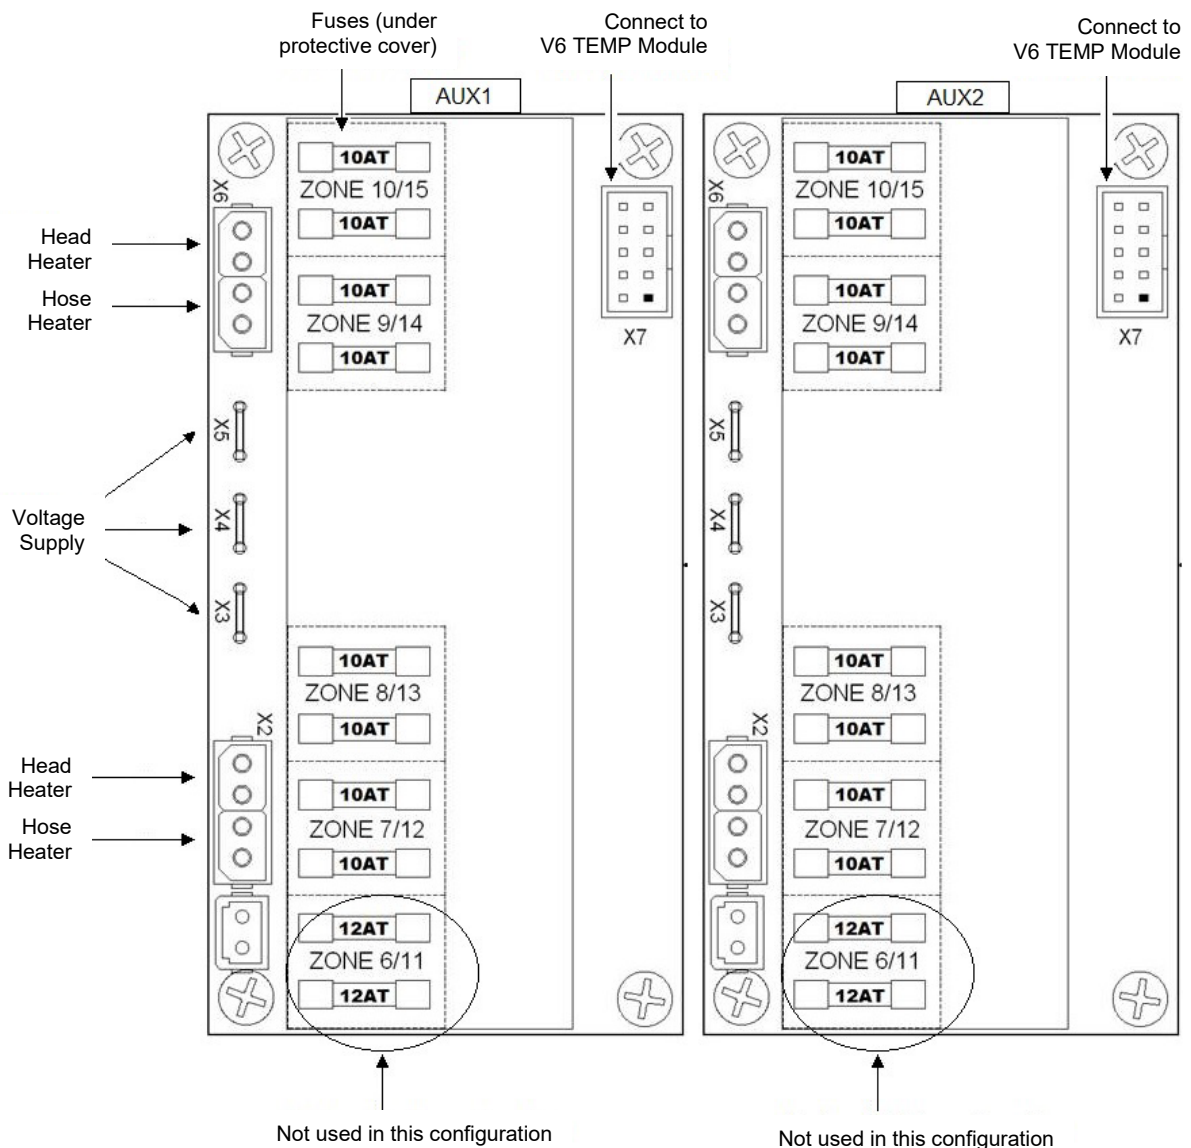 Fuses (under
protective cover)
Connect to
V6 TEMP Module
Connect to
V6 TEMP Module
AUX1
AUX2
X6
10AT
ZONE 10/15
10AT
10AT
ZONE 9/14
10AT
X7
Head
Heater
Hose
Heater
X5
X4
X3
Voltage
Supply
10AT
ZONE 8/13
10AT
X2
10AT
ZONE 7/12
10AT
Head
Heater
Hose
Heater
12AT
ZONE 6/11
12AT
X6
10AT
ZONE 10/15
10AT
10AT
ZONE 9/14
10AT
X7
X5
X4
X3
10AT
ZONE 8/13
10AT
X2
10AT
ZONE 7/12
10AT
12AT
ZONE 6/11
12AT
Not used in this configuration
Not used in this configuration